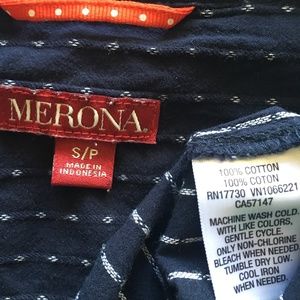 MERONA®
S/P
MADE IN
INDONESIA
100% COTTON
100% COTON
RN17730 VN1066221
CA57147
MACHINE WASH COLD
WITH LIKE COLORS,
GENTLE CYCLE.
ONLY NON-CHLORINE
BLEACH WHEN NEEDED.
TUMBLE DRY LOW.
COOL IRON
WHEN NEEDED.